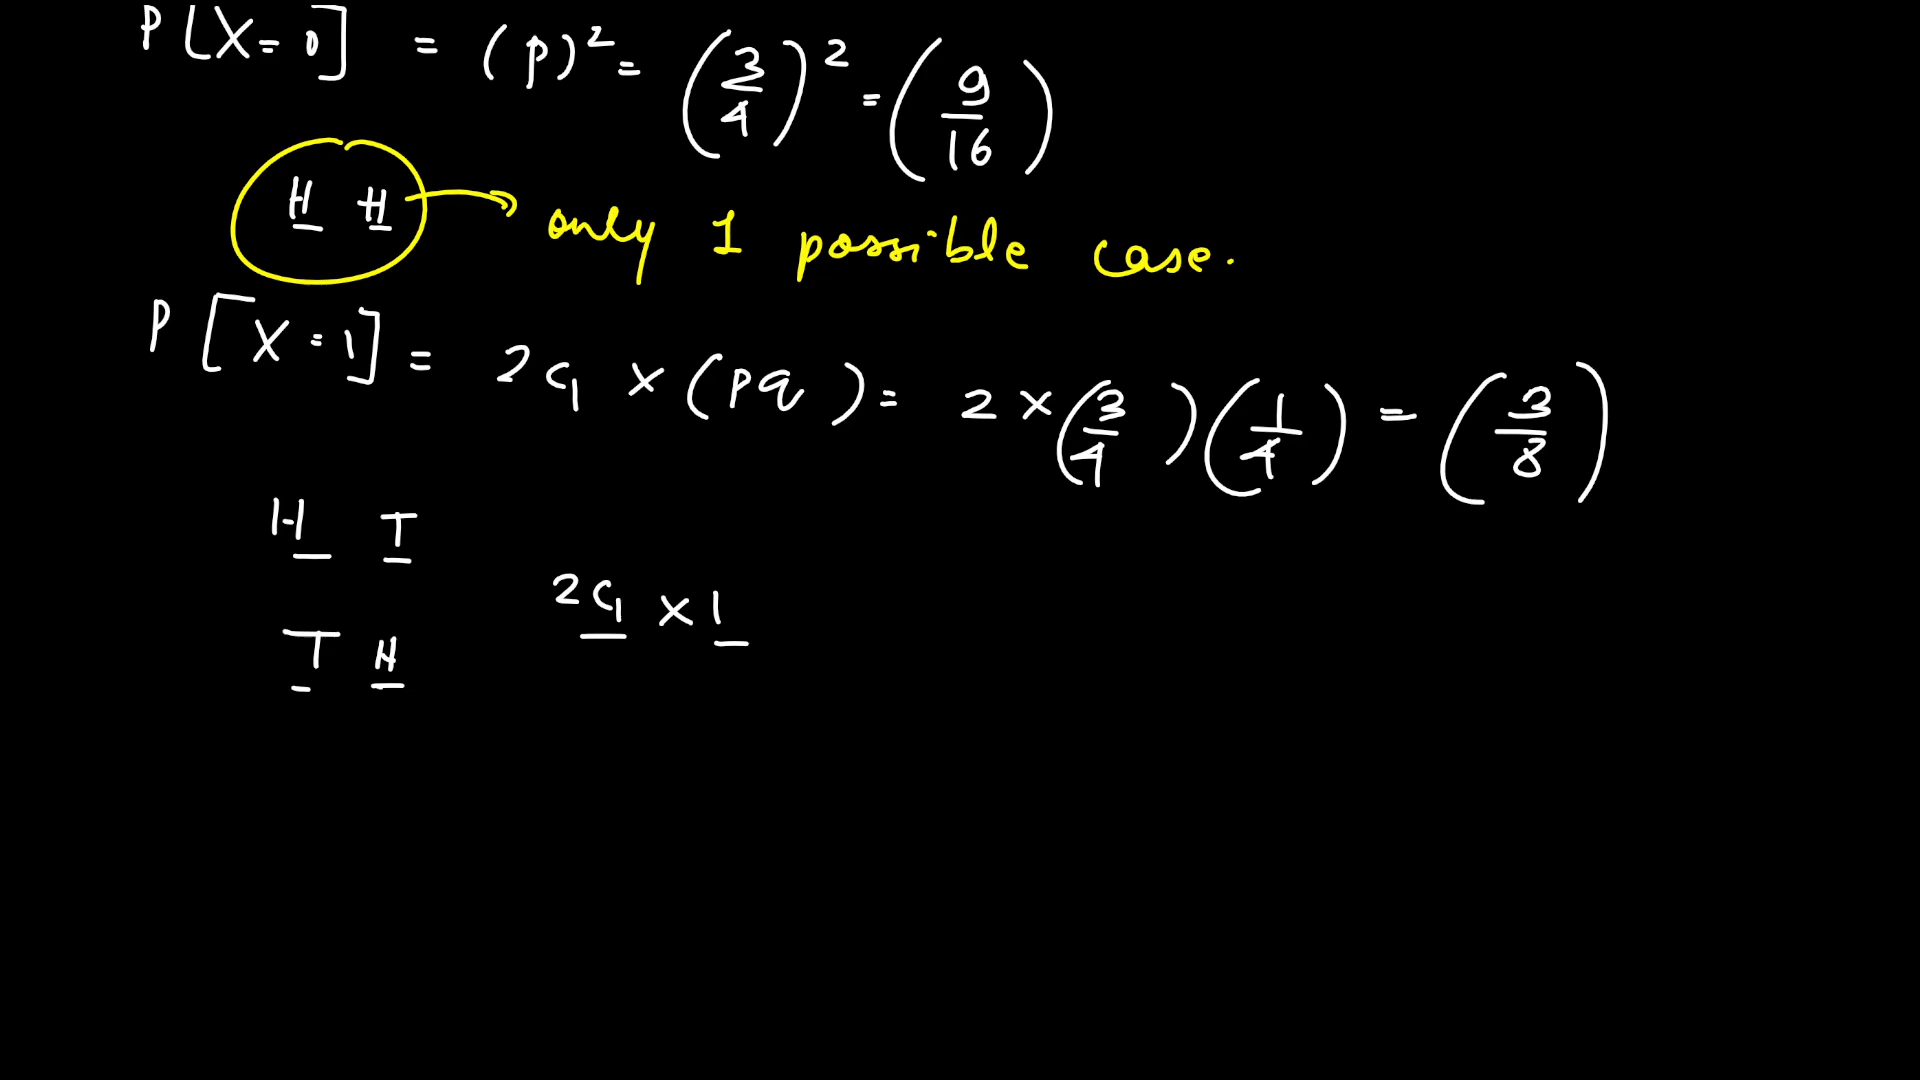 P[X=0] = (p)² = (3/4)² = (9/16)
H H → only 1 possible case.
P[X=1] = 2C₁ × (pq) = 2 × (3/4)(1/4) = (3/8)
H T
2C₁ × 1
T H